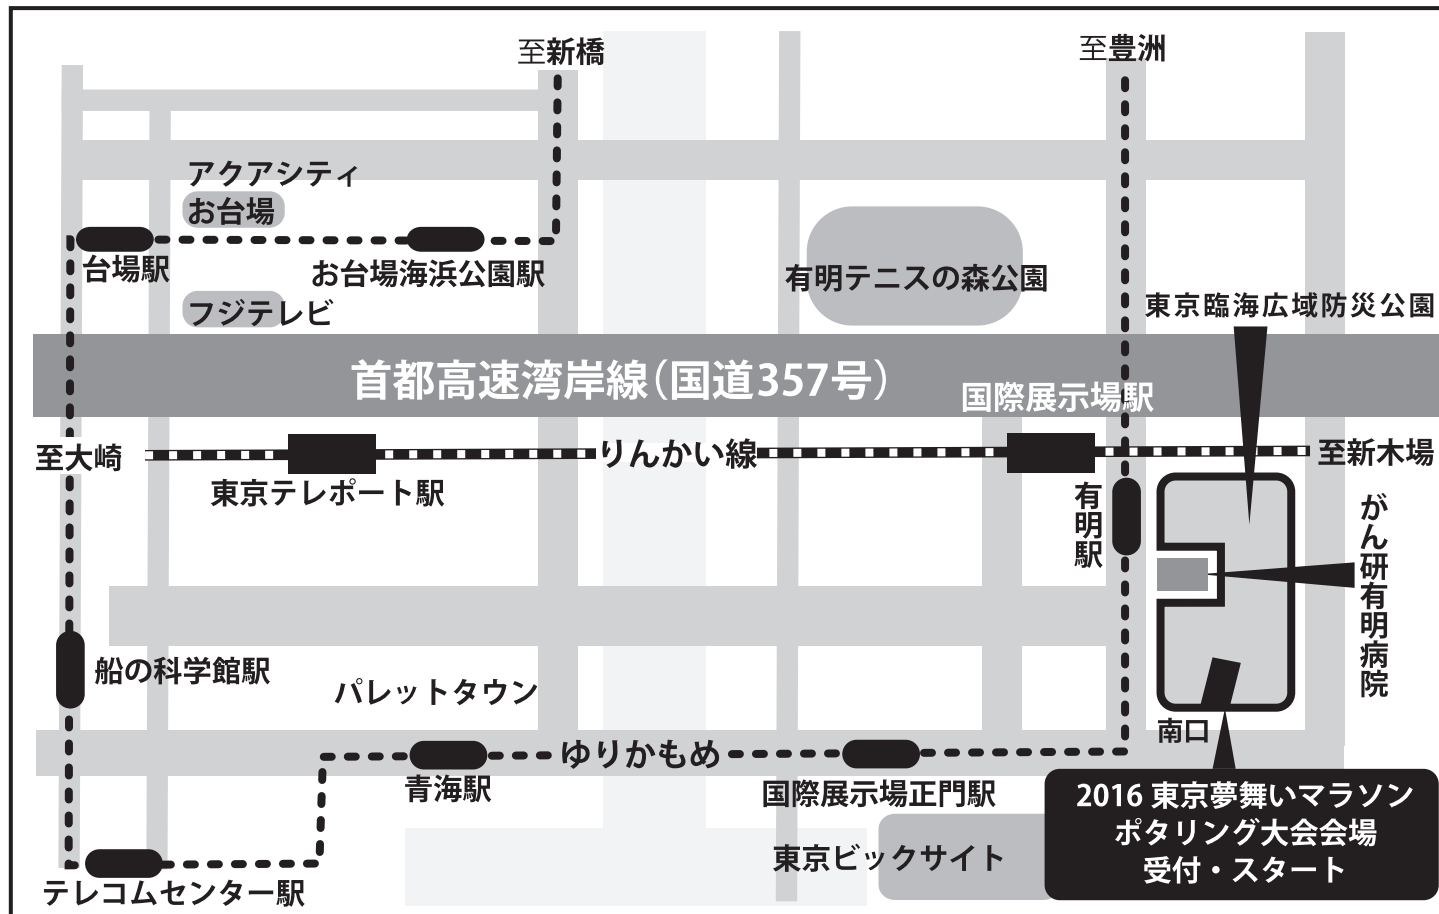 至新橋
至豊洲
アクアシティ
お台場
台場駅
お台場海浜公園駅
有明テニスの森公園
東京臨海広域防災公園
フジテレビ
首都高速湾岸線（国道357号）
国際展示場駅
至大崎
りんかい線
至新木場
東京テレポート駅
有明駅
がん研有明病院
船の科学館駅
パレットタウン
南口
ゆりかもめ
青海駅
国際展示場正門駅
2016 東京夢舞いマラソン
ポタリング大会会場
受付・スタート
東京ビックサイト
テレコムセンター駅